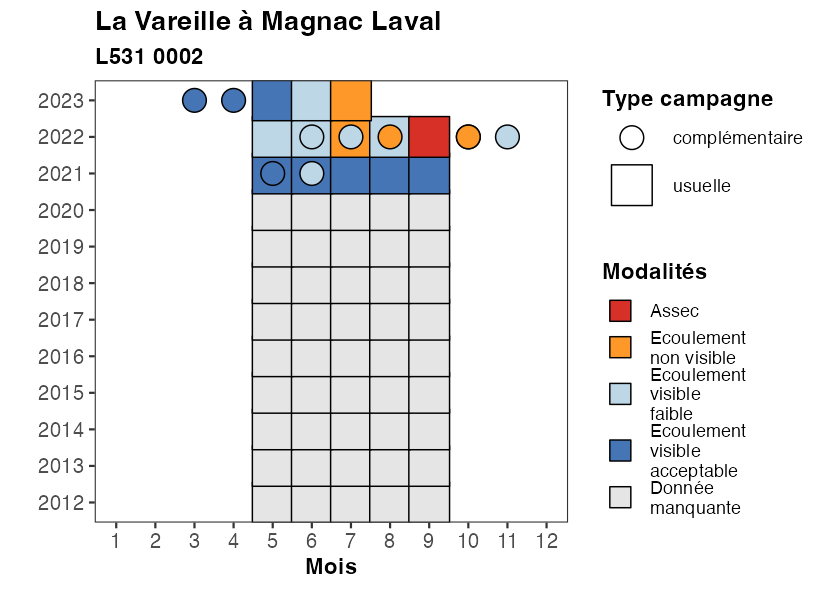 La Vareille à Magnac Laval
L531 0002
2023
2022
2021
2020
2019
2018
2017
2016
2015
2014
2013
2012
1 2 3 4 5 6 7 8 9 10 11 12
Mois
Type campagne
complémentaire
usuelle
Modalités
Assec
Ecoulement
non visible
Ecoulement
visible
faible
Ecoulement
visible
acceptable
Donnée
manquante